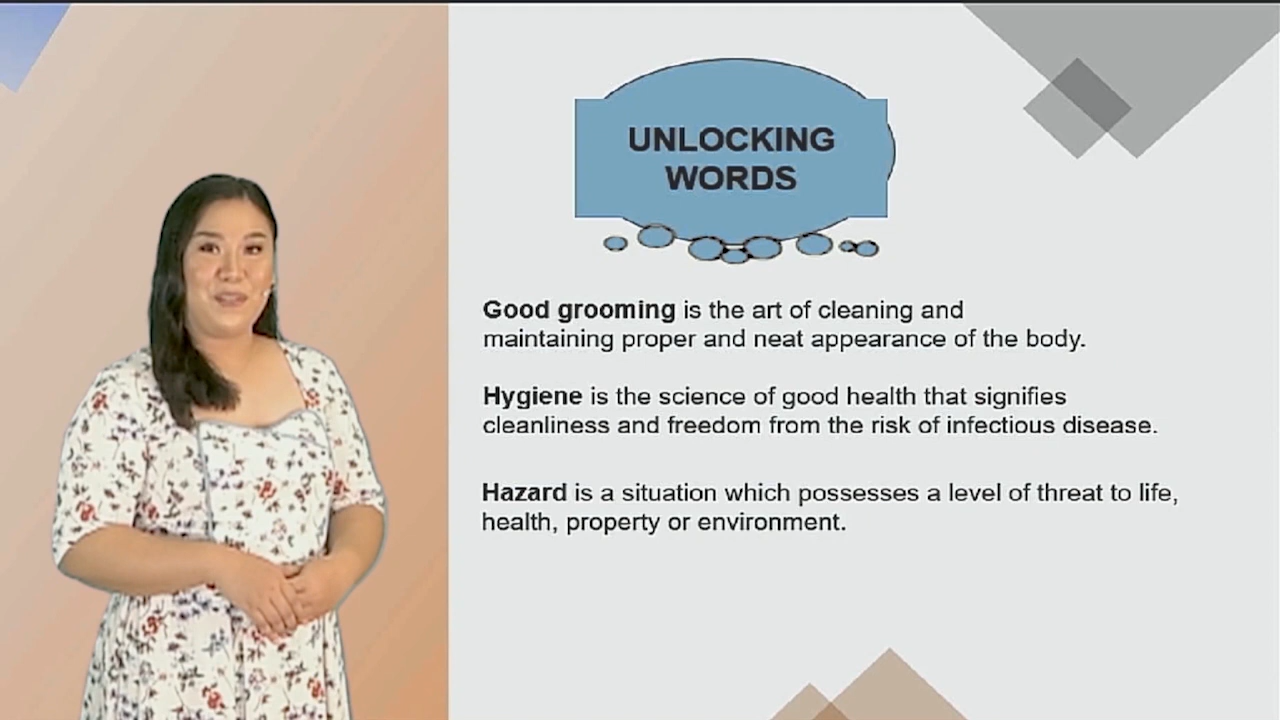 UNLOCKING
WORDS
Good grooming is the art of cleaning and
maintaining proper and neat appearance of the body.
Hygiene is the science of good health that signifies
cleanliness and freedom from the risk of infectious disease.
Hazard is a situation which possesses a level of threat to life,
health, property or environment.